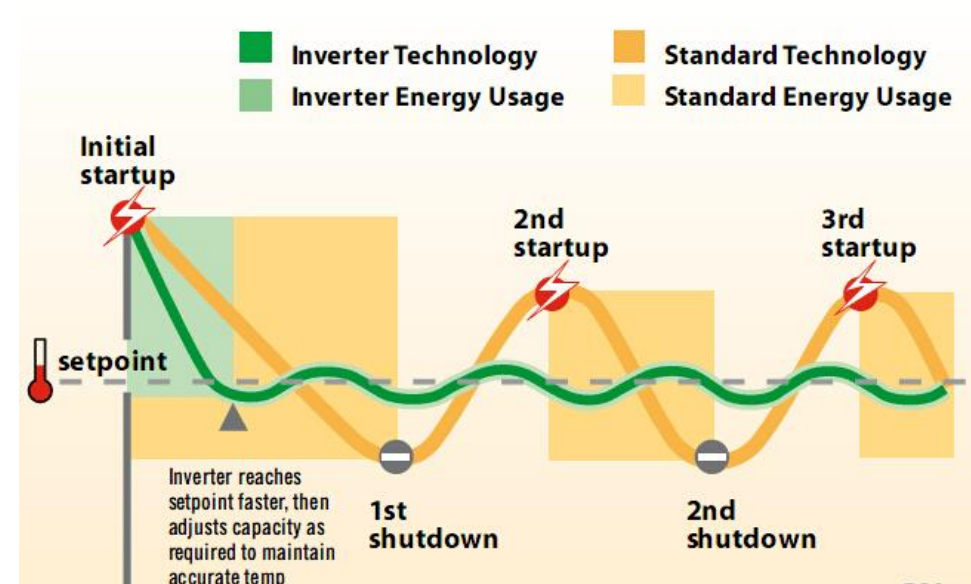 Inverter Technology
Inverter Energy Usage
Standard Technology
Standard Energy Usage
Initial
startup
2nd
startup
3rd
startup
setpoint
Inverter reaches
setpoint faster, then
adjusts capacity as
required to maintain
accurate temp
1st
shutdown
2nd
shutdown